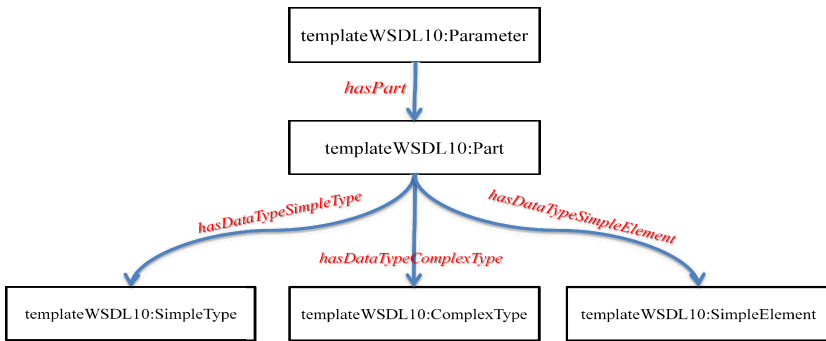 templateWSDL10:Parameter
hasPart
templateWSDL10:Part
hasDataTypeSimpleType
hasDataTypeSimpleElement
hasDataTypeComplexType
templateWSDL10:SimpleType
templateWSDL10:ComplexType
templateWSDL10:SimpleElement